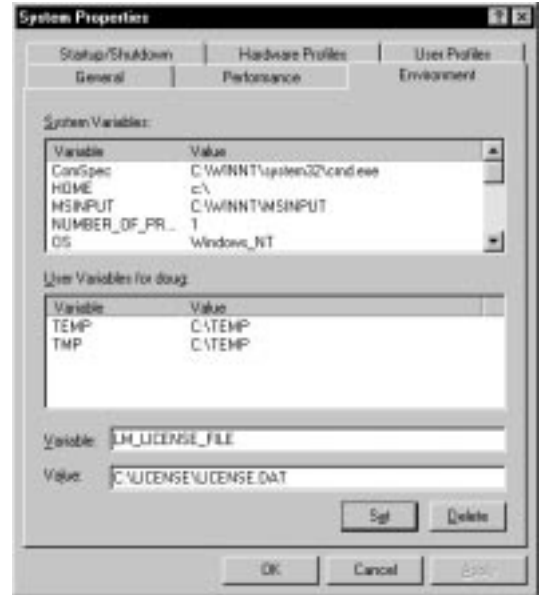 System Properties
Startup/Shutdown Hardware Profiles User Profiles
General Performance Environment
System Variables:
Variable Value
ComSpec C:\WINNT\system32\cmd.exe
HOME c:\
MSINPUT C:\WINNT\MSINPUT
NUMBER_OF_PR... 1
OS Windows_NT
User Variables for doug:
Variable Value
TEMP C:\TEMP
TMP C:\TEMP
Variable: LM_LICENSE_FILE
Value: C:\LICENSE\LICENSE.DAT
Set Delete
OK Cancel Apply